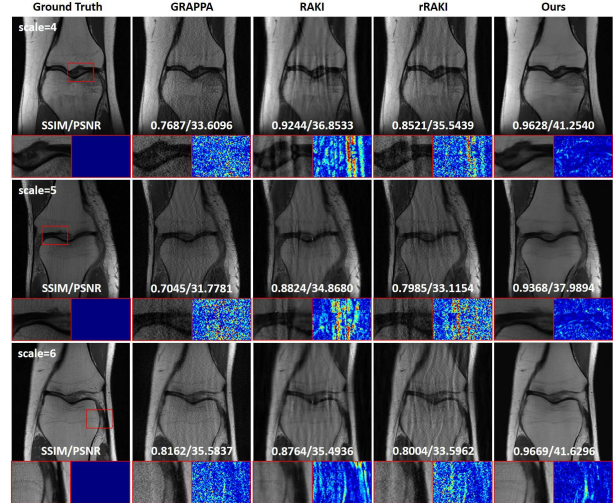 Ground Truth GRAPPA RAKI rRAKI Ours
scale=4
SSIM/PSNR 0.7687/33.6096 0.9244/36.8533 0.8521/35.5439 0.9628/41.2540
scale=5
SSIM/PSNR 0.7045/31.7781 0.8824/34.8680 0.7985/33.1154 0.9368/37.9894
scale=6
SSIM/PSNR 0.8162/35.5837 0.8764/35.4936 0.8004/33.5962 0.9669/41.6296